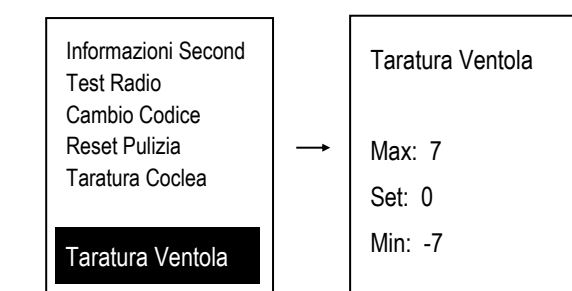 Informazioni Second
Test Radio
Cambio Codice
Reset Pulizia
Taratura Coclea
Taratura Ventola
Taratura Ventola
Max: 7
Set: 0
Min: -7